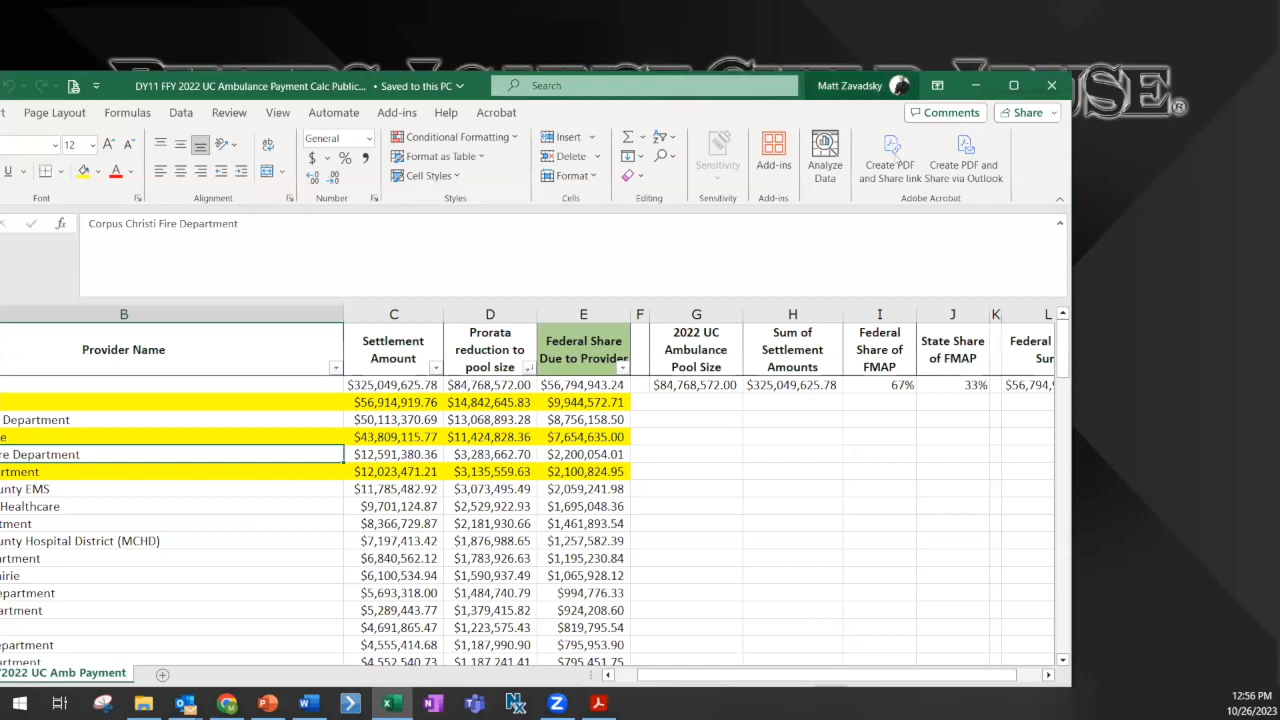 USE.®
DY11 FFY 2022 UC Ambulance Payment Calc Public... • Saved to this PC
Search
Matt Zavadsky
Page Layout Formulas Data Review View Automate Add-ins Help Acrobat
Comments Share
12 A A General Conditional Formatting Insert
U A $ % Format as Table Delete
Cell Styles Format
Sensitivity
Add-ins
Analyze Data
Create PDF and Share link
Create PDF and Share via Outlook
Font Alignment Number Styles Cells Editing Sensitivity Add-ins Adobe Acrobat
fx Corpus Christi Fire Department
B C D E F G H I J K L
Provider Name
Settlement Amount
Prorata reduction to pool size
Federal Share Due to Provider
2022 UC Ambulance Pool Size
Sum of Settlement Amounts
Federal Share of FMAP
State Share of FMAP
Federal
$325,049,625.78 $84,768,572.00 $56,794,943.24 $84,768,572.00 $325,049,625.78 67% 33% $56,794,9
$56,914,919.76 $14,842,645.83 $9,944,572.71
Department $50,113,370.69 $13,068,893.28 $8,756,158.50
e $43,809,115.77 $11,424,828.36 $7,654,635.00
re Department $12,591,380.36 $3,283,662.70 $2,200,054.01
rtment $12,023,471.21 $3,135,559.63 $2,100,824.95
unty EMS $11,785,482.92 $3,073,495.49 $2,059,241.98
Healthcare $9,701,124.87 $2,529,922.93 $1,695,048.36
tment $8,366,729.87 $2,181,930.66 $1,461,893.54
unty Hospital District (MCHD) $7,197,413.42 $1,876,988.65 $1,257,582.39
artment $6,840,562.12 $1,783,926.63 $1,195,230.84
irie $6,100,534.94 $1,590,937.49 $1,065,928.12
epartment $5,693,318.00 $1,484,740.79 $994,776.33
artment $5,289,443.77 $1,379,415.82 $924,208.60
$4,691,865.47 $1,223,575.43 $819,795.54
epartment $4,555,414.68 $1,187,990.90 $795,953.90
artment $4,552,540.73 $1,187,241.41 $795,451.75
2022 UC Amb Payment
12:56 PM
10/26/2023